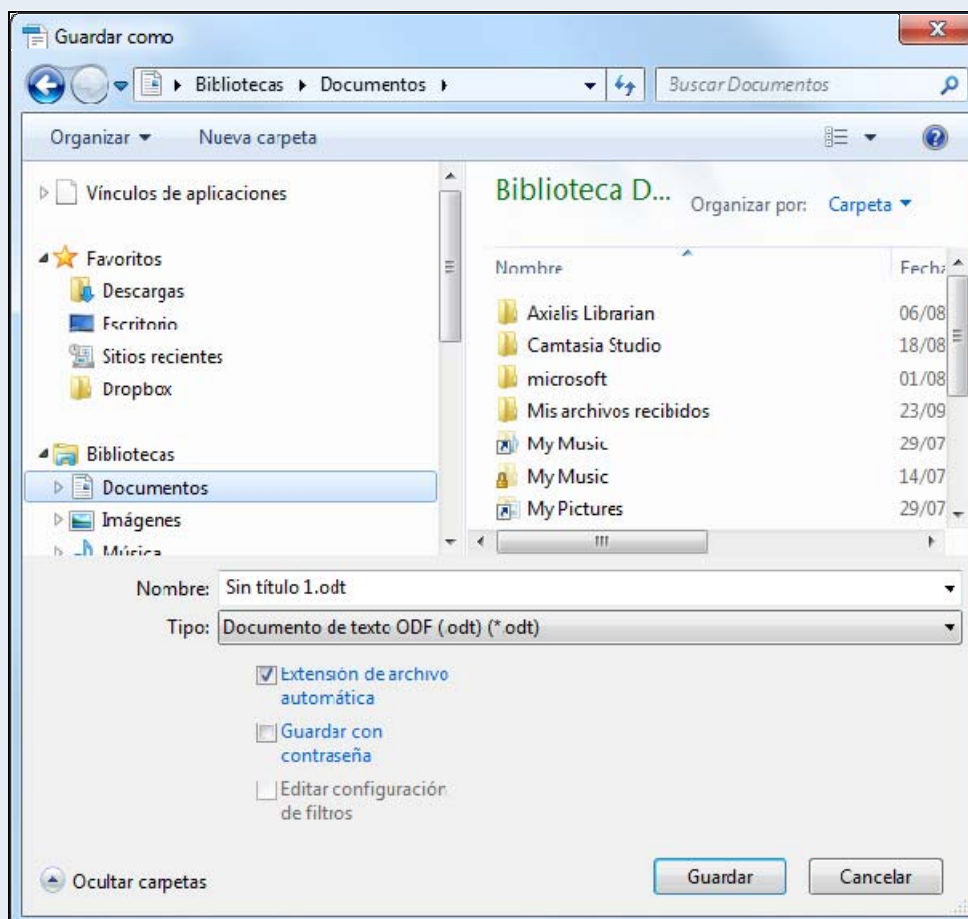 Guardar como
Bibliotecas Documentos
Buscar Documentos
Organizar Nueva carpeta
Vínculos de aplicaciones
Favoritos
Descargas
Escritorio
Sitios recientes
Dropbox
Bibliotecas
Documentos
Imágenes
Música
Biblioteca D... Organizar por: Carpeta
Nombre Fecha
Axialis Librarian 06/08
Camtasia Studio 18/08
microsoft 01/08
Mis archivos recibidos 23/09
My Music 29/07
My Music 14/07
My Pictures 29/07
Nombre: Sin título 1.odt
Tipo: Documento de texto ODF (.odt) (*.odt)
Extensión de archivo
automática
Guardar con
contraseña
Editar configuración
de filtros
Ocultar carpetas
Guardar Cancelar